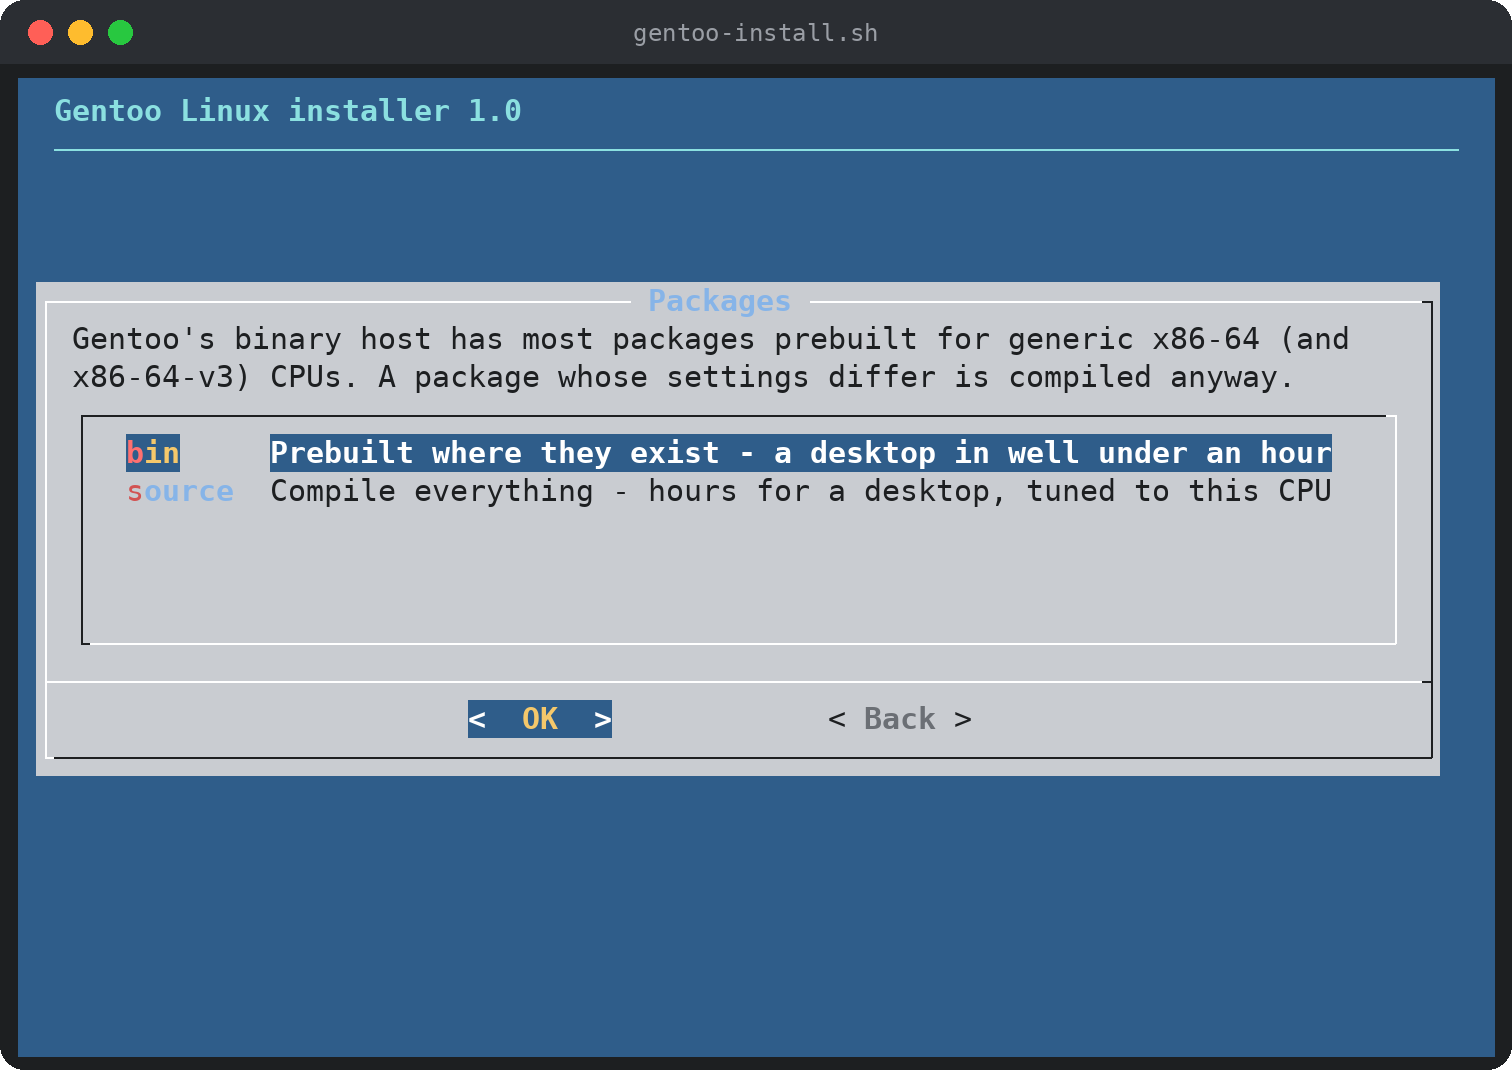 gentoo-install.sh
Gentoo Linux installer 1.0
Packages
Gentoo's binary host has most packages prebuilt for generic x86-64 (and
x86-64-v3) CPUs. A package whose settings differ is compiled anyway.
bin Prebuilt where they exist - a desktop in well under an hour
source Compile everything - hours for a desktop, tuned to this CPU
< OK > < Back >